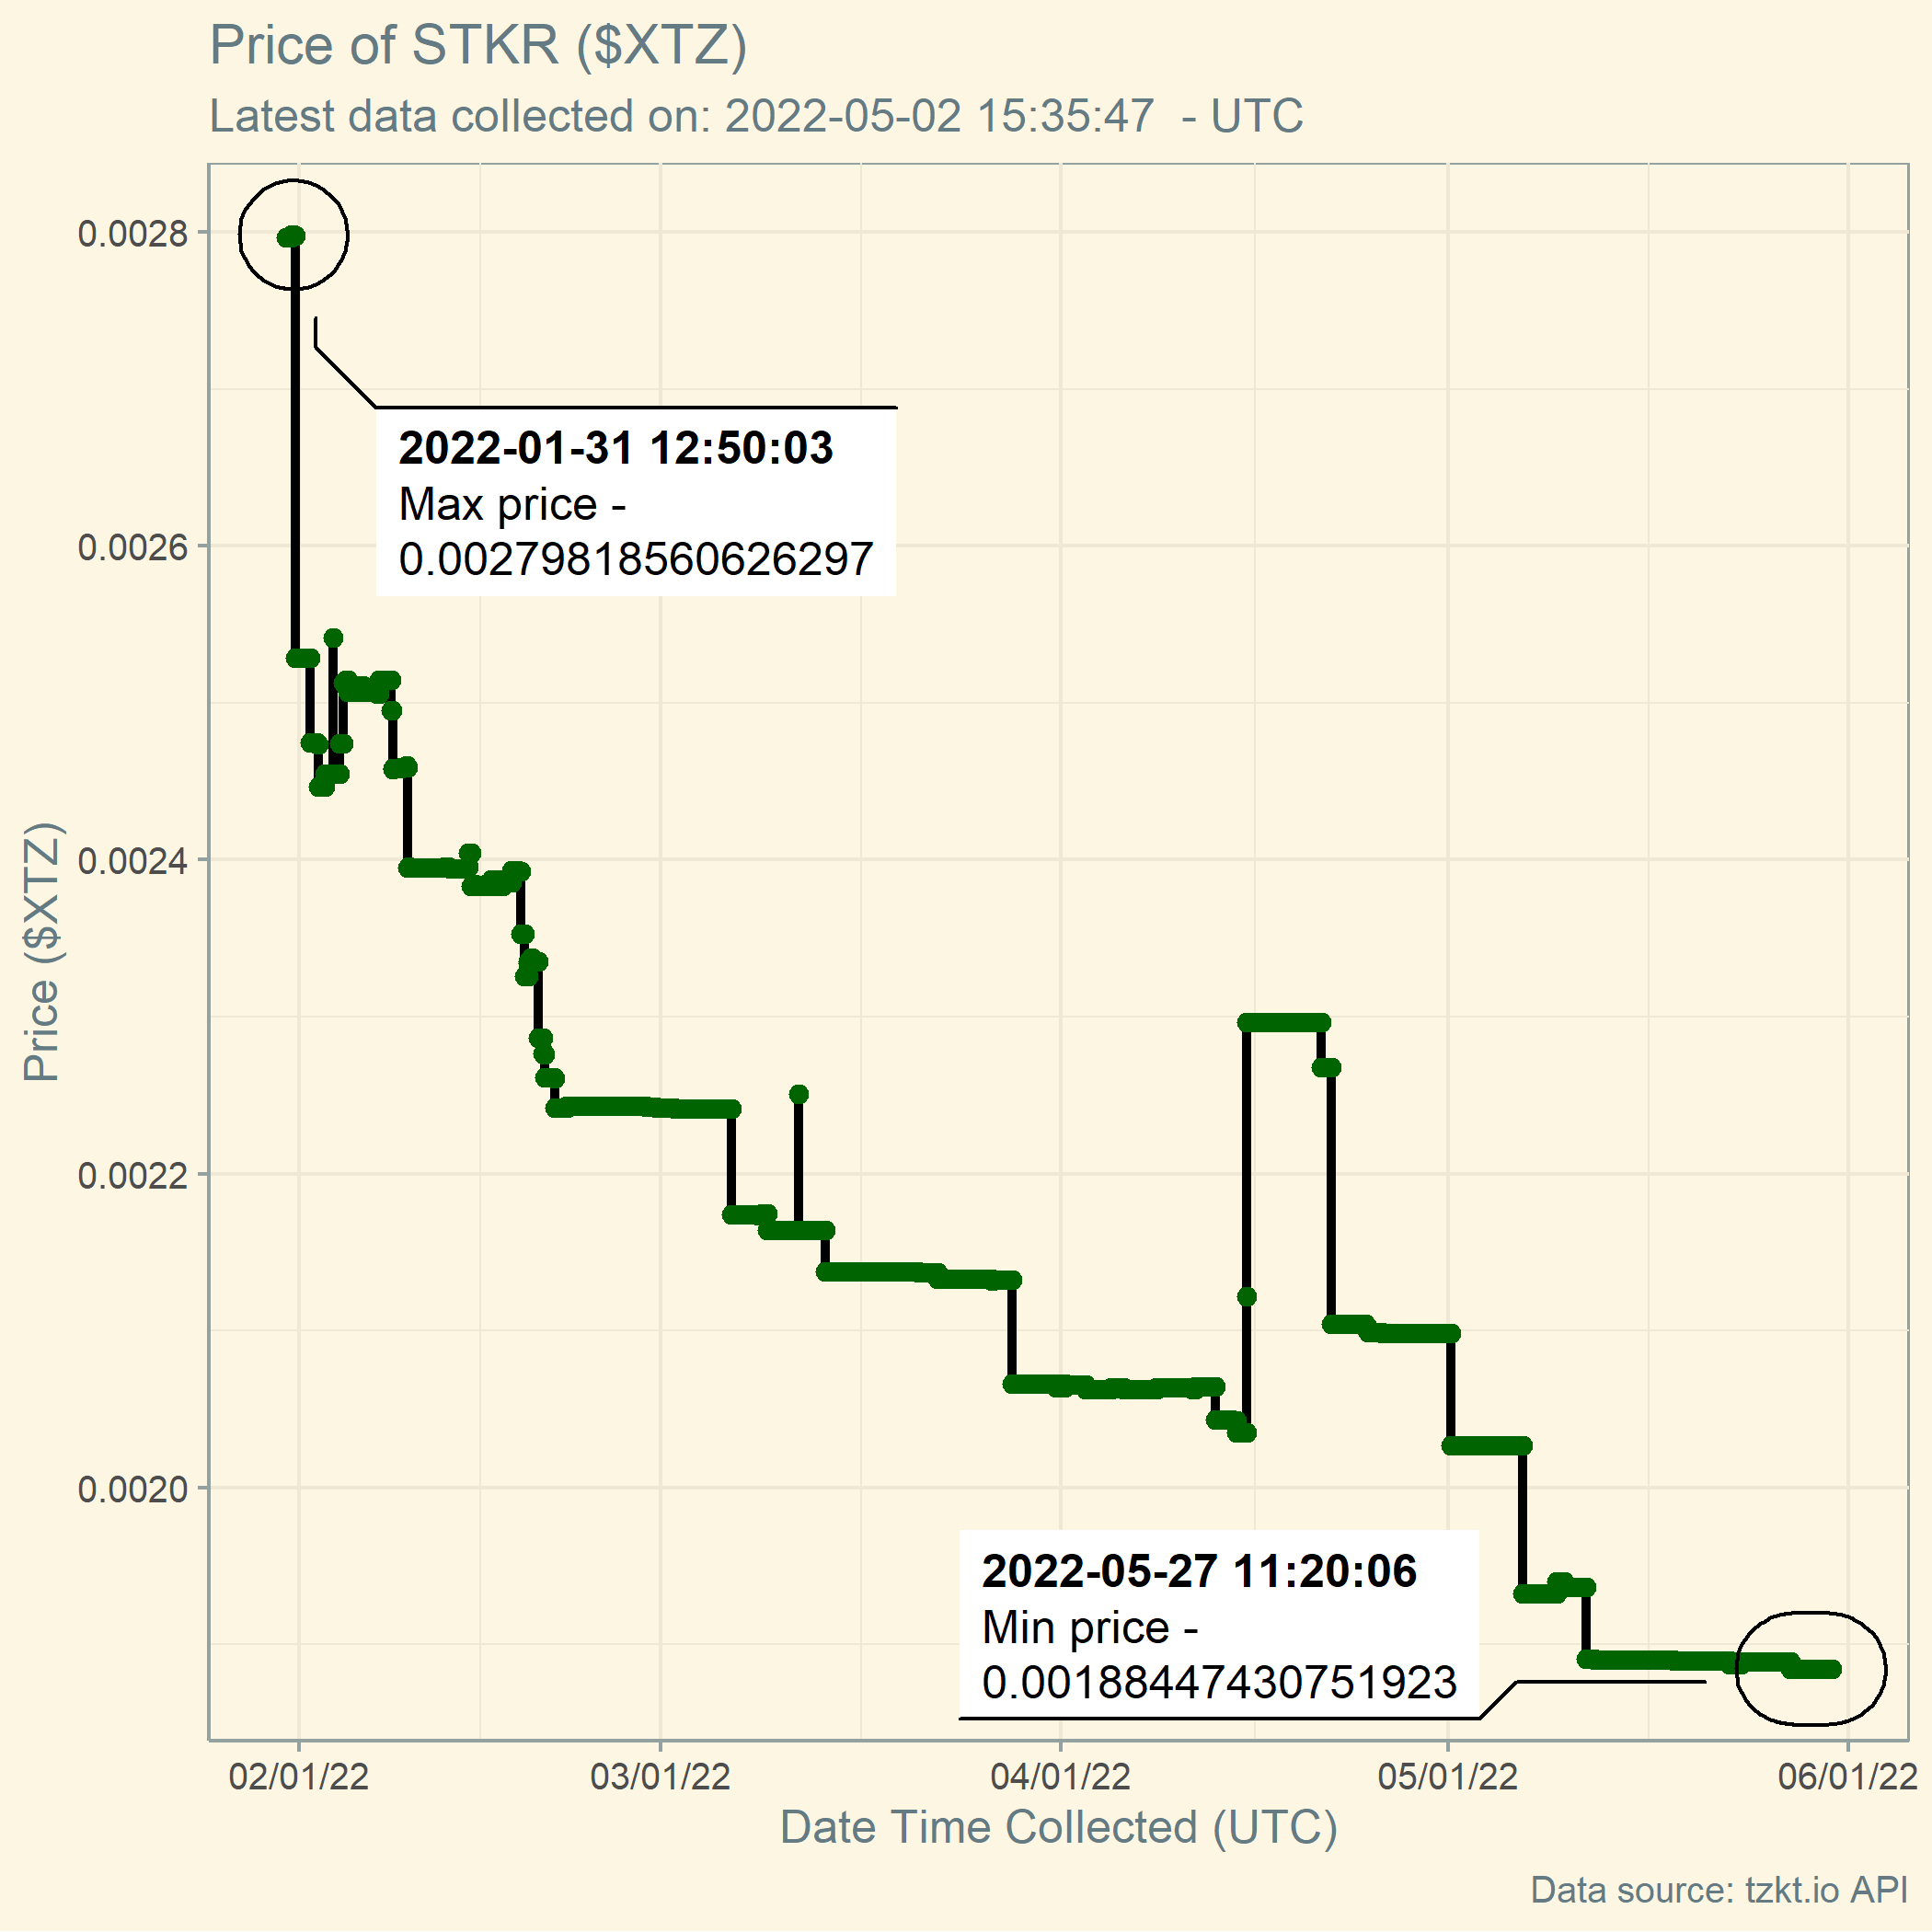 Price of STKR ($XTZ)
Latest data collected on: 2022-05-02 15:35:47  - UTC
0.0028
0.0026
0.0024
0.0022
0.0020
Price ($XTZ)
2022-01-31 12:50:03
Max price -
0.00279818560626297
2022-05-27 11:20:06
Min price -
0.00188447430751923
02/01/22
03/01/22
04/01/22
05/01/22
06/01/22
Date Time Collected (UTC)
Data source: tzkt.io API